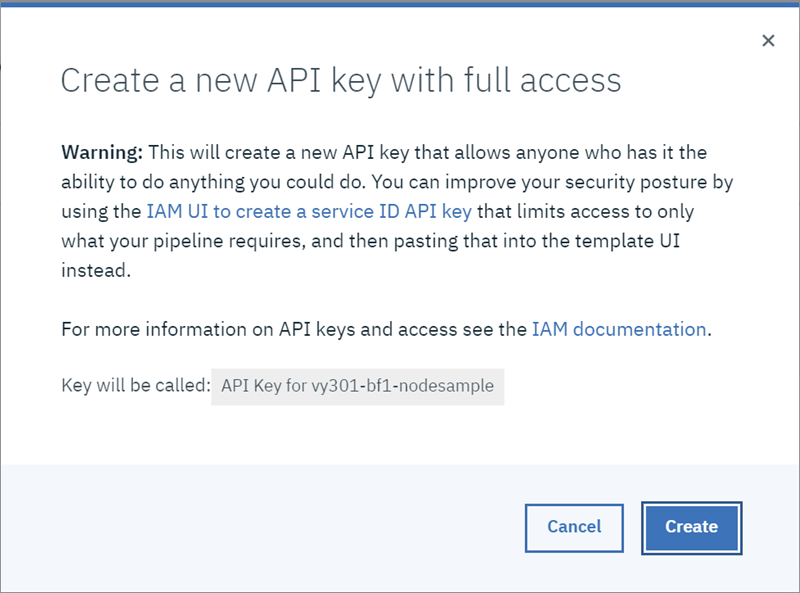 Create a new API key with full access
Warning: This will create a new API key that allows anyone who has it the
ability to do anything you could do. You can improve your security posture by
using the IAM UI to create a service ID API key that limits access to only
what your pipeline requires, and then pasting that into the template UI
instead.
For more information on API keys and access see the IAM documentation.
Key will be called: API Key for vy301-bf1-nodesample
Cancel Create